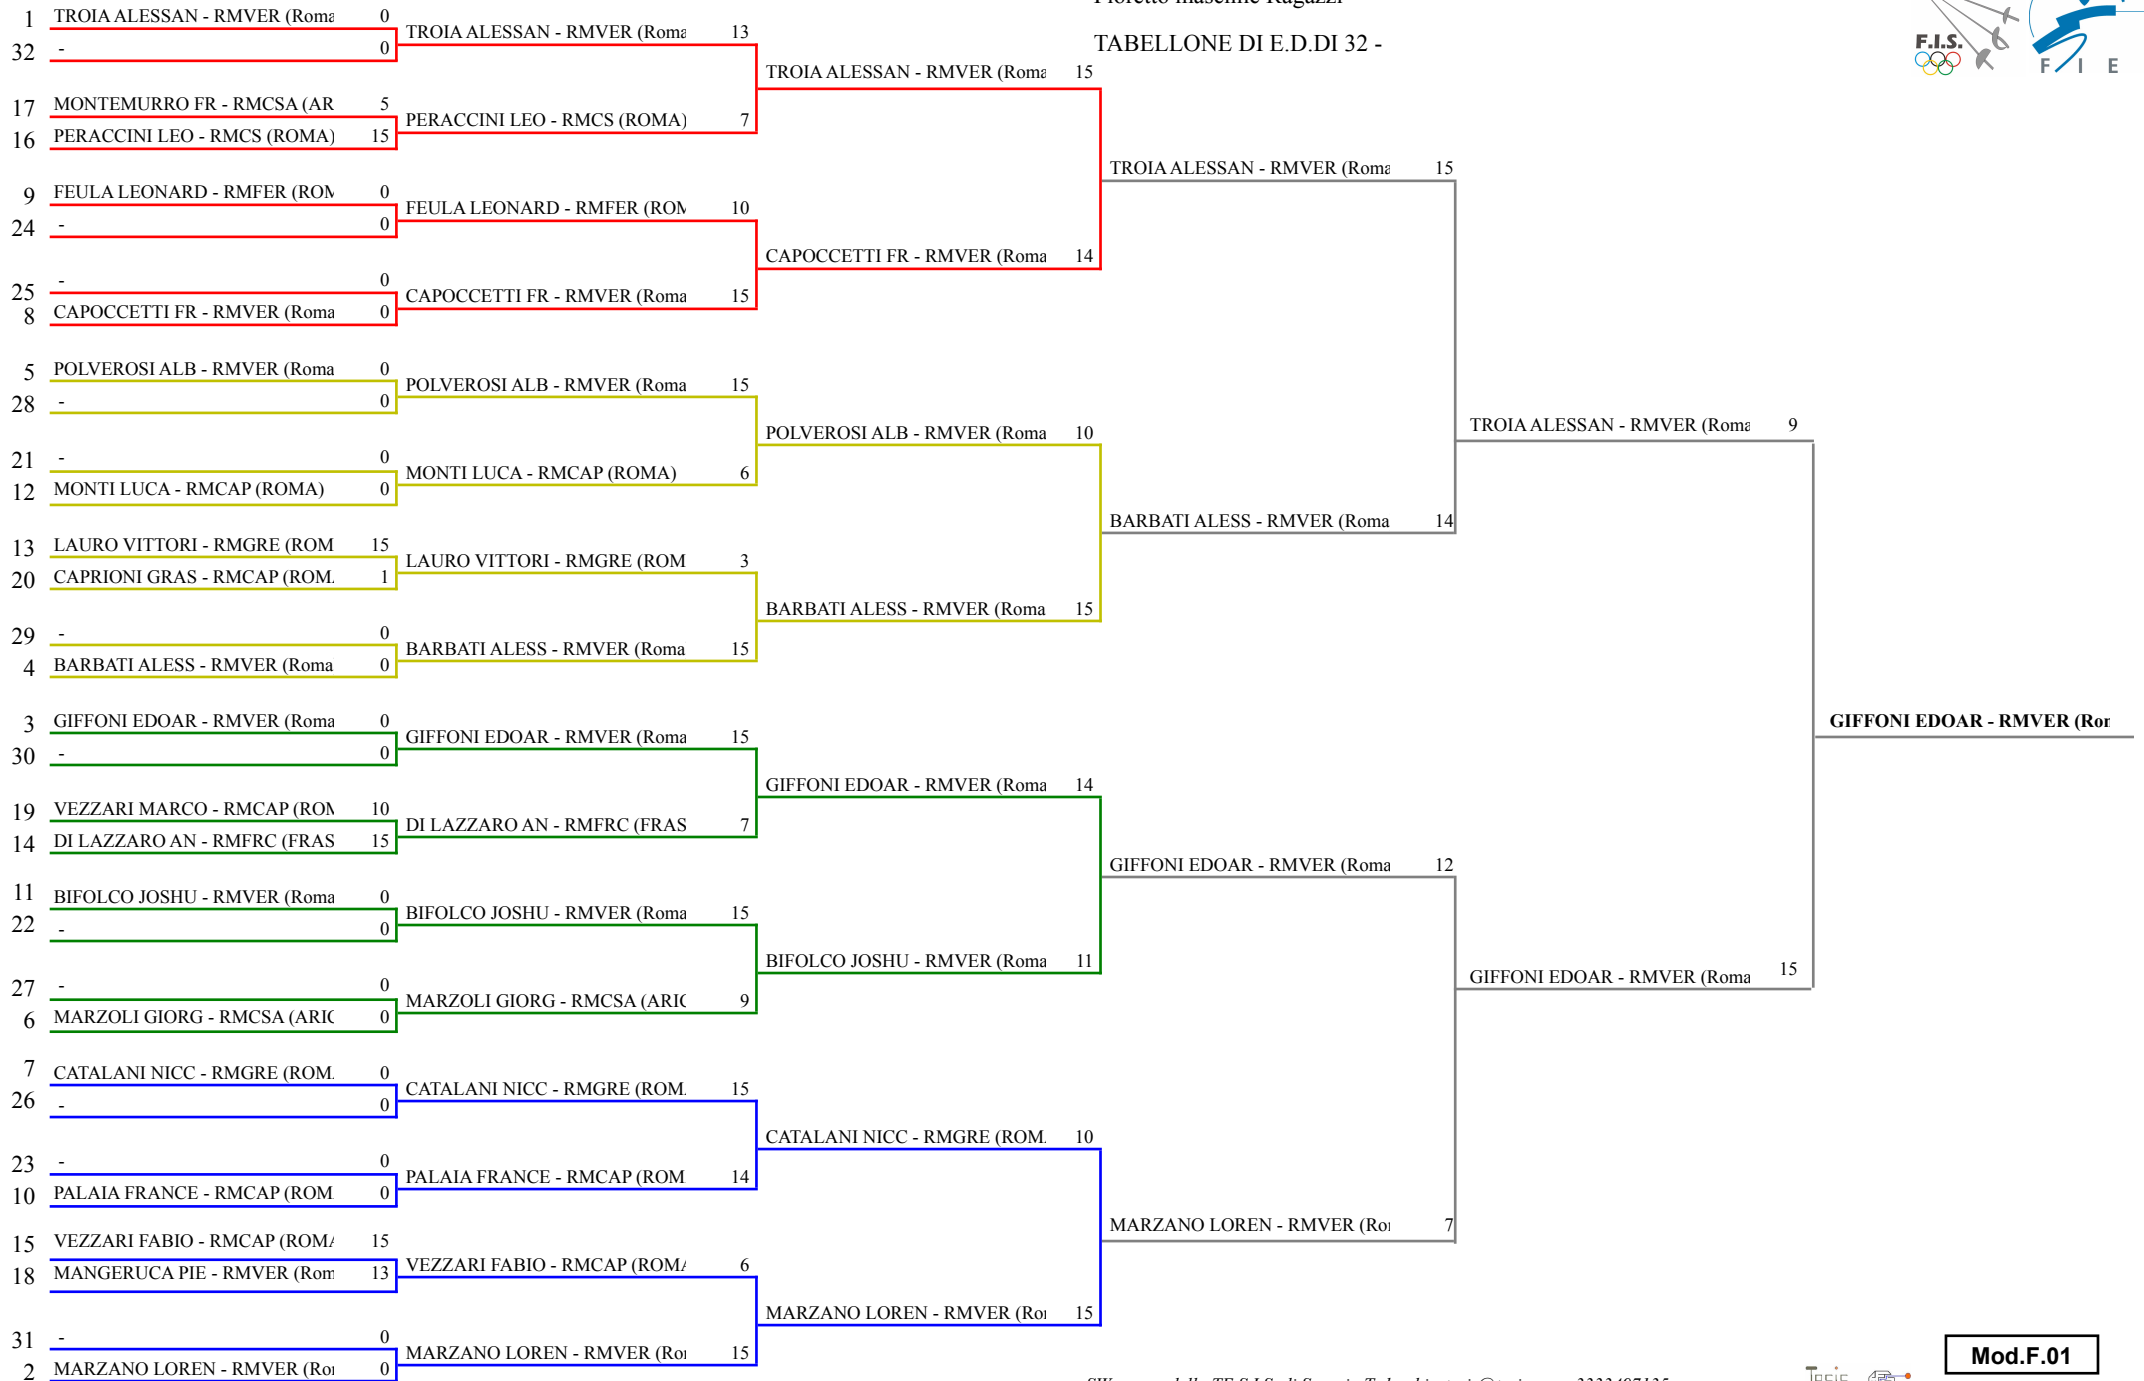 TABELLONE DI E.D.DI 32 -
F.I.S.
F I E
1 TROIA ALESSAN - RMVER (Roma 0
32 - 0
17 MONTEMURRO FR - RMCSA (AR 5
16 PERACCINI LEO - RMCS (ROMA) 15
9 FEULA LEONARD - RMFER (ROM 0
24 - 0
25 - 0
8 CAPOCCETTI FR - RMVER (Roma 0
5 POLVEROSI ALB - RMVER (Roma 0
28 - 0
21 - 0
12 MONTI LUCA - RMCAP (ROMA) 0
13 LAURO VITTORI - RMGRE (ROM 15
20 CAPRIONI GRAS - RMCAP (ROM. 1
29 - 0
4 BARBATI ALESS - RMVER (Roma 0
3 GIFFONI EDOAR - RMVER (Roma 0
30 - 0
19 VEZZARI MARCO - RMCAP (ROM 10
14 DI LAZZARO AN - RMFRC (FRAS 15
11 BIFOLCO JOSHU - RMVER (Roma 0
22 - 0
27 - 0
6 MARZOLI GIORG - RMCSA (ARIC 0
7 CATALANI NICC - RMGRE (ROM. 0
26 - 0
23 - 0
10 PALAIA FRANCE - RMCAP (ROM 0
15 VEZZARI FABIO - RMCAP (ROMA 15
18 MANGERUCA PIE - RMVER (Rom 13
31 - 0
2 MARZANO LOREN - RMVER (Ro 0
TROIA ALESSAN - RMVER (Roma 13
PERACCINI LEO - RMCS (ROMA) 7
FEULA LEONARD - RMFER (ROM 10
CAPOCCETTI FR - RMVER (Roma 15
POLVEROSI ALB - RMVER (Roma 15
MONTI LUCA - RMCAP (ROMA) 6
LAURO VITTORI - RMGRE (ROM 3
BARBATI ALESS - RMVER (Roma 15
GIFFONI EDOAR - RMVER (Roma 15
DI LAZZARO AN - RMFRC (FRAS 7
BIFOLCO JOSHU - RMVER (Roma 15
MARZOLI GIORG - RMCSA (ARIC 9
CATALANI NICC - RMGRE (ROM. 15
PALAIA FRANCE - RMCAP (ROM 14
VEZZARI FABIO - RMCAP (ROMA 6
MARZANO LOREN - RMVER (Ro 15
TROIA ALESSAN - RMVER (Roma 15
CAPOCCETTI FR - RMVER (Roma 14
POLVEROSI ALB - RMVER (Roma 10
BARBATI ALESS - RMVER (Roma 15
GIFFONI EDOAR - RMVER (Roma 14
BIFOLCO JOSHU - RMVER (Roma 11
CATALANI NICC - RMGRE (ROM. 10
MARZANO LOREN - RMVER (Ro 15
TROIA ALESSAN - RMVER (Roma 15
BARBATI ALESS - RMVER (Roma 14
GIFFONI EDOAR - RMVER (Roma 12
MARZANO LOREN - RMVER (Ro 7
TROIA ALESSAN - RMVER (Roma 9
GIFFONI EDOAR - RMVER (Roma 15
GIFFONI EDOAR - RMVER (Ron
Mod.F.01